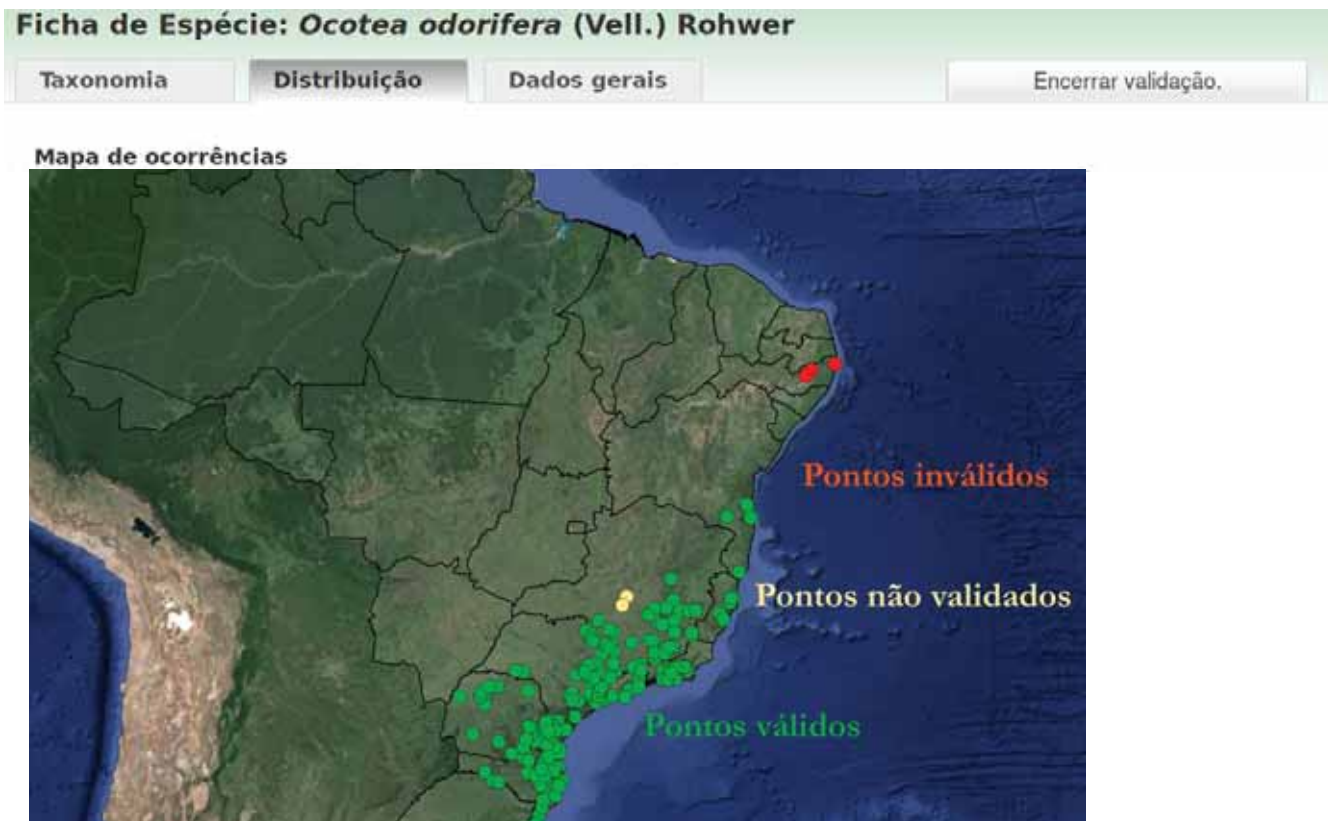 Ficha de Espécie: Ocotea odorifera (Vell.) Rohwer
Taxonomia Distribuição Dados gerais Encerrar validação.
Mapa de ocorrências
Pontos inválidos
Pontos não validados
Pontos válidos